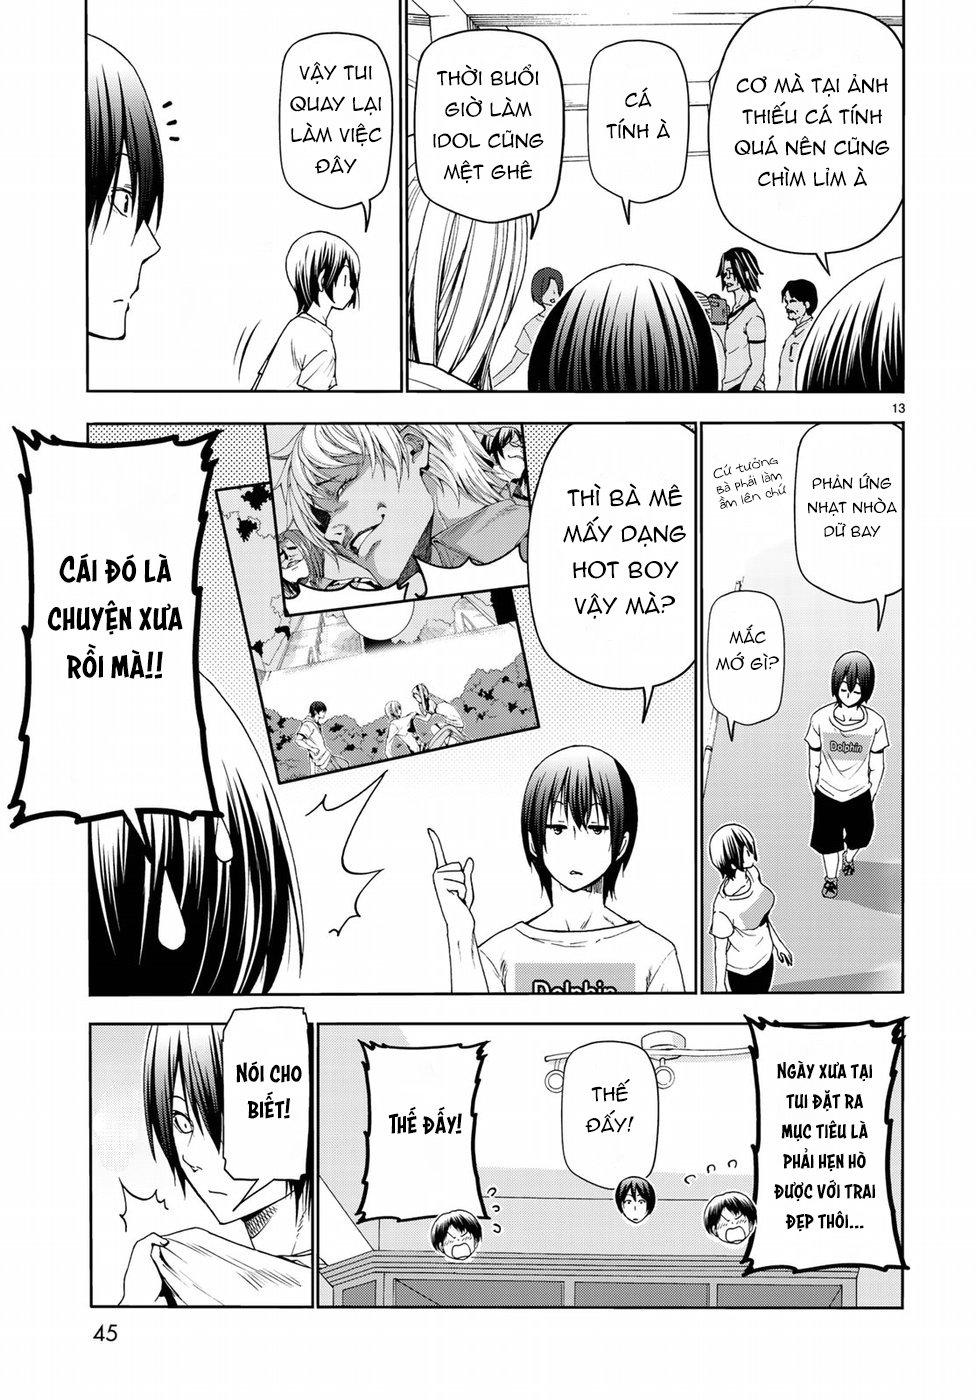 CƠ MÀ TẠI ẢNH
THIẾU CÁ TÍNH
QUÁ NÊN CŨNG
CHÌM LỈM À
CÁ
TÍNH À
THỜI BUỔI
GIỜ LÀM
IDOL CŨNG
MỆT GHÊ
VẬY TUI
QUAY LẠI
LÀM VIỆC
ĐÂY
13
PHẢN ỨNG
NHẠT NHÒA
DỮ BAY
Cứ tưởng
Bà phải làm
ầm lên chứ
MẮC
MỚ GÌ?
Dolphin
THÌ BÀ MÊ
MẤY DẠNG
HOT BOY
VẬY MÀ?
Dolphin
CÁI ĐÓ LÀ
CHUYỆN XƯA
RỒI MÀ!!
NGÀY XƯA TẠI
TUI ĐẶT RA
MỤC TIÊU LÀ
PHẢI HẸN HÒ
ĐƯỢC VỚI TRAI
ĐẸP THÔI...
THẾ
ĐẤY!
THẾ ĐẤY!
NÓI CHO
BIẾT!
45